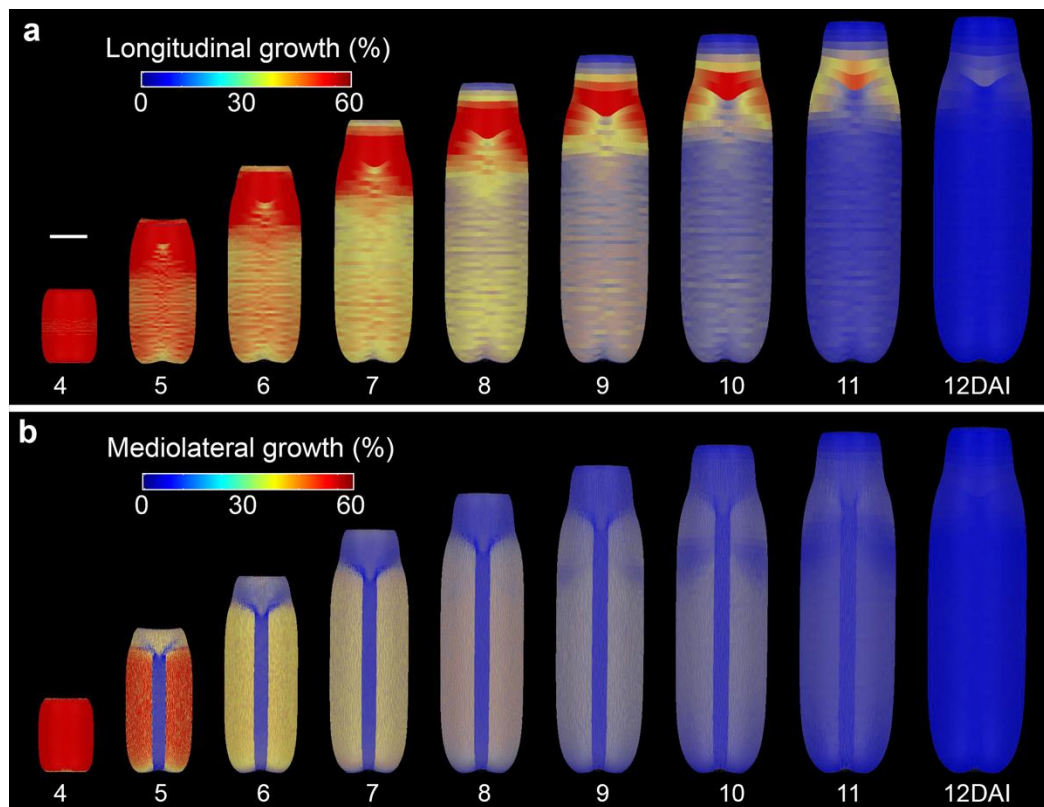 a
Longitudinal growth (%)
0 30 60
4 5 6 7 8 9 10 11 12DAI
b
Mediolateral growth (%)
0 30 60
4 5 6 7 8 9 10 11 12DAI